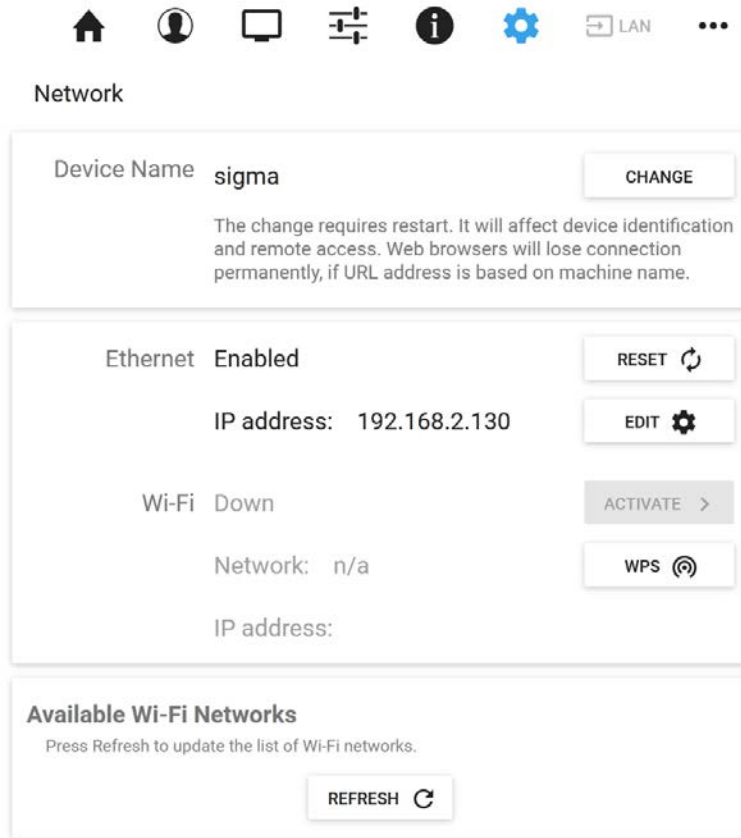 LAN
Network
Device Name sigma CHANGE
The change requires restart. It will affect device identification
and remote access. Web browsers will lose connection
permanently, if URL address is based on machine name.
Ethernet Enabled RESET
IP address: 192.168.2.130 EDIT
Wi-Fi Down ACTIVATE
Network: n/a WPS
IP address:
Available Wi-Fi Networks
Press Refresh to update the list of Wi-Fi networks.
REFRESH